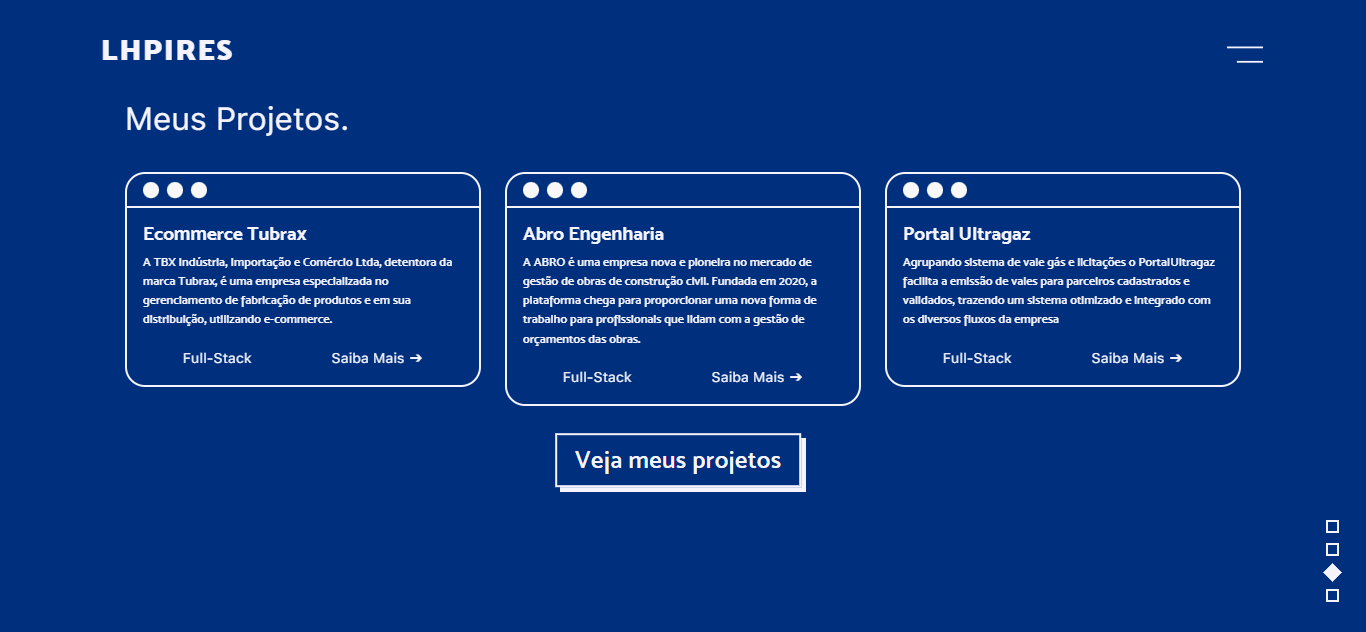 LHPIRES
Meus Projetos.
Ecommerce Tubrax
A TBX Indústria, Importação e Comércio Ltda, detentora da
marca Tubrax, é uma empresa especializada no
gerenciamento de fabricação de produtos e em sua
distribuição, utilizando e-commerce.
Full-Stack
Saiba Mais ➔
Abro Engenharia
A ABRO é uma empresa nova e pioneira no mercado de
gestão de obras de construção civil. Fundada em 2020, a
plataforma chega para proporcionar uma nova forma de
trabalho para profissionais que lidam com a gestão de
orçamentos das obras.
Full-Stack
Saiba Mais ➔
Portal Ultragaz
Agrupando sistema de vale gás e licitações o PortalUltragaz
facilita a emissão de vales para parceiros cadastrados e
validados, trazendo um sistema otimizado e integrado com
os diversos fluxos da empresa
Full-Stack
Saiba Mais ➔
Veja meus projetos